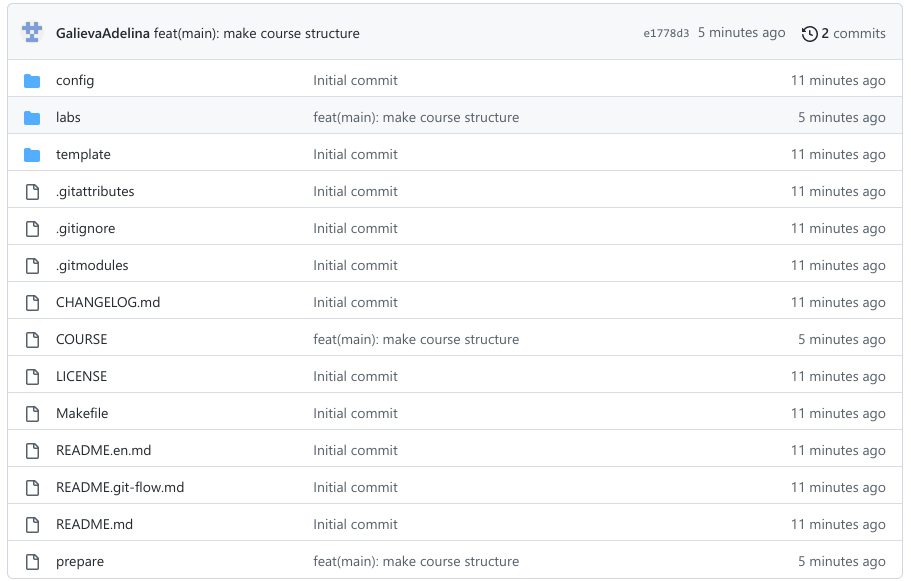 GalievaAdelina feat(main): make course structure e1778d3 5 minutes ago 2 commits
config Initial commit 11 minutes ago
labs feat(main): make course structure 5 minutes ago
template Initial commit 11 minutes ago
.gitattributes Initial commit 11 minutes ago
.gitignore Initial commit 11 minutes ago
.gitmodules Initial commit 11 minutes ago
CHANGELOG.md Initial commit 11 minutes ago
COURSE feat(main): make course structure 5 minutes ago
LICENSE Initial commit 11 minutes ago
Makefile Initial commit 11 minutes ago
README.en.md Initial commit 11 minutes ago
README.git-flow.md Initial commit 11 minutes ago
README.md Initial commit 11 minutes ago
prepare feat(main): make course structure 5 minutes ago